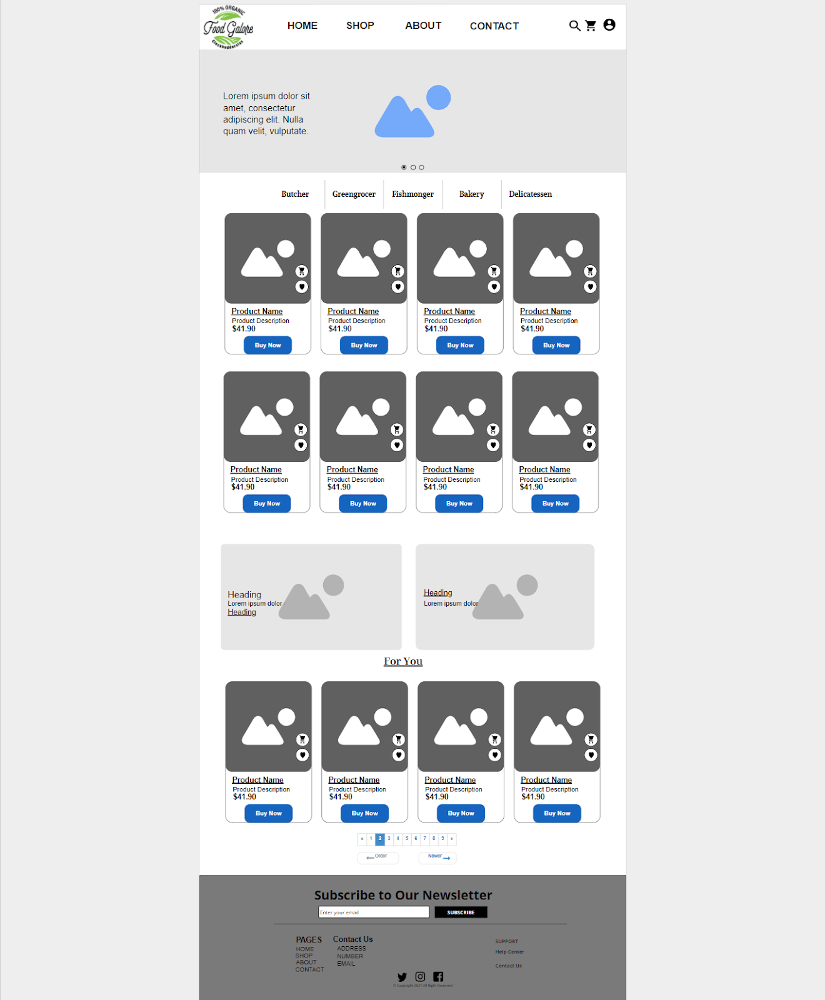 100% ORGANIC
Food Galore
Cleckhuddersfax
HOME SHOP ABOUT CONTACT
Lorem ipsum dolor sit
amet, consectetur
adipiscing elit. Nulla
quam velit, vulputate.
Butcher Greengrocer Fishmonger Bakery Delicatessen
Product Name Product Name Product Name Product Name
Product Description Product Description Product Description Product Description
$41.90 $41.90 $41.90 $41.90
Buy Now Buy Now Buy Now Buy Now
Product Name Product Name Product Name Product Name
Product Description Product Description Product Description Product Description
$41.90 $41.90 $41.90 $41.90
Buy Now Buy Now Buy Now Buy Now
Heading
Lorem ipsum dolor
Heading
Heading
Lorem ipsum dolor
For You
Product Name Product Name Product Name Product Name
Product Description Product Description Product Description Product Description
$41.90 $41.90 $41.90 $41.90
Buy Now Buy Now Buy Now Buy Now
« 1 2 3 4 5 6 7 8 9 »
← Older Newer →
Subscribe to Our Newsletter
Enter your email SUBSCRIBE
PAGES
HOME
SHOP
ABOUT
CONTACT
Contact Us
ADDRESS
NUMBER
EMAIL
SUPPORT
Help Center
Contact Us
© Copyright 2021 All Right Reserved